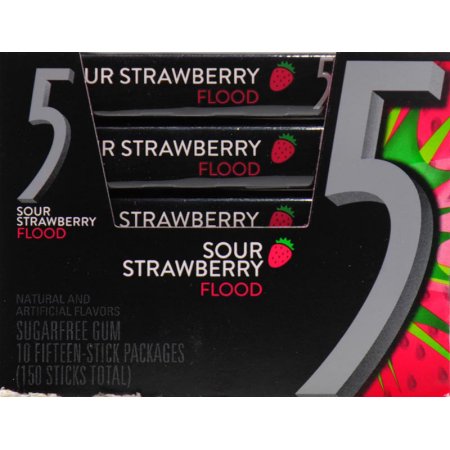 UR STRAWBERRY
FLOOD
5
R STRAWBERRY
FLOOD
STRAWBERRY
5
SOUR
STRAWBERRY
FLOOD
SOUR
STRAWBERRY
FLOOD
5
NATURAL AND
ARTIFICIAL FLAVORS
SUGARFREE GUM
10 FIFTEEN-STICK PACKAGES
(150 STICKS TOTAL)